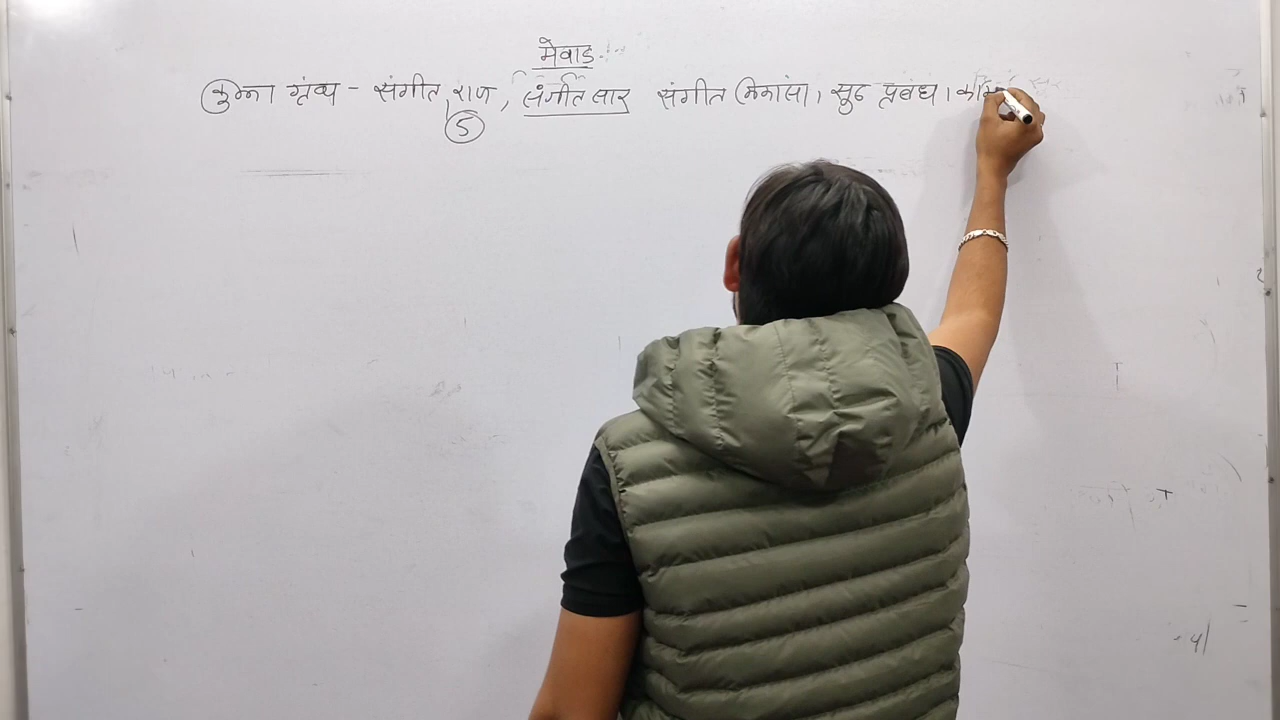 मेवाड़
कुम्भा ग्रंथ - संगीत राज, संगीत सार संगीत मिमांसा, सुढ प्रबंध,
5